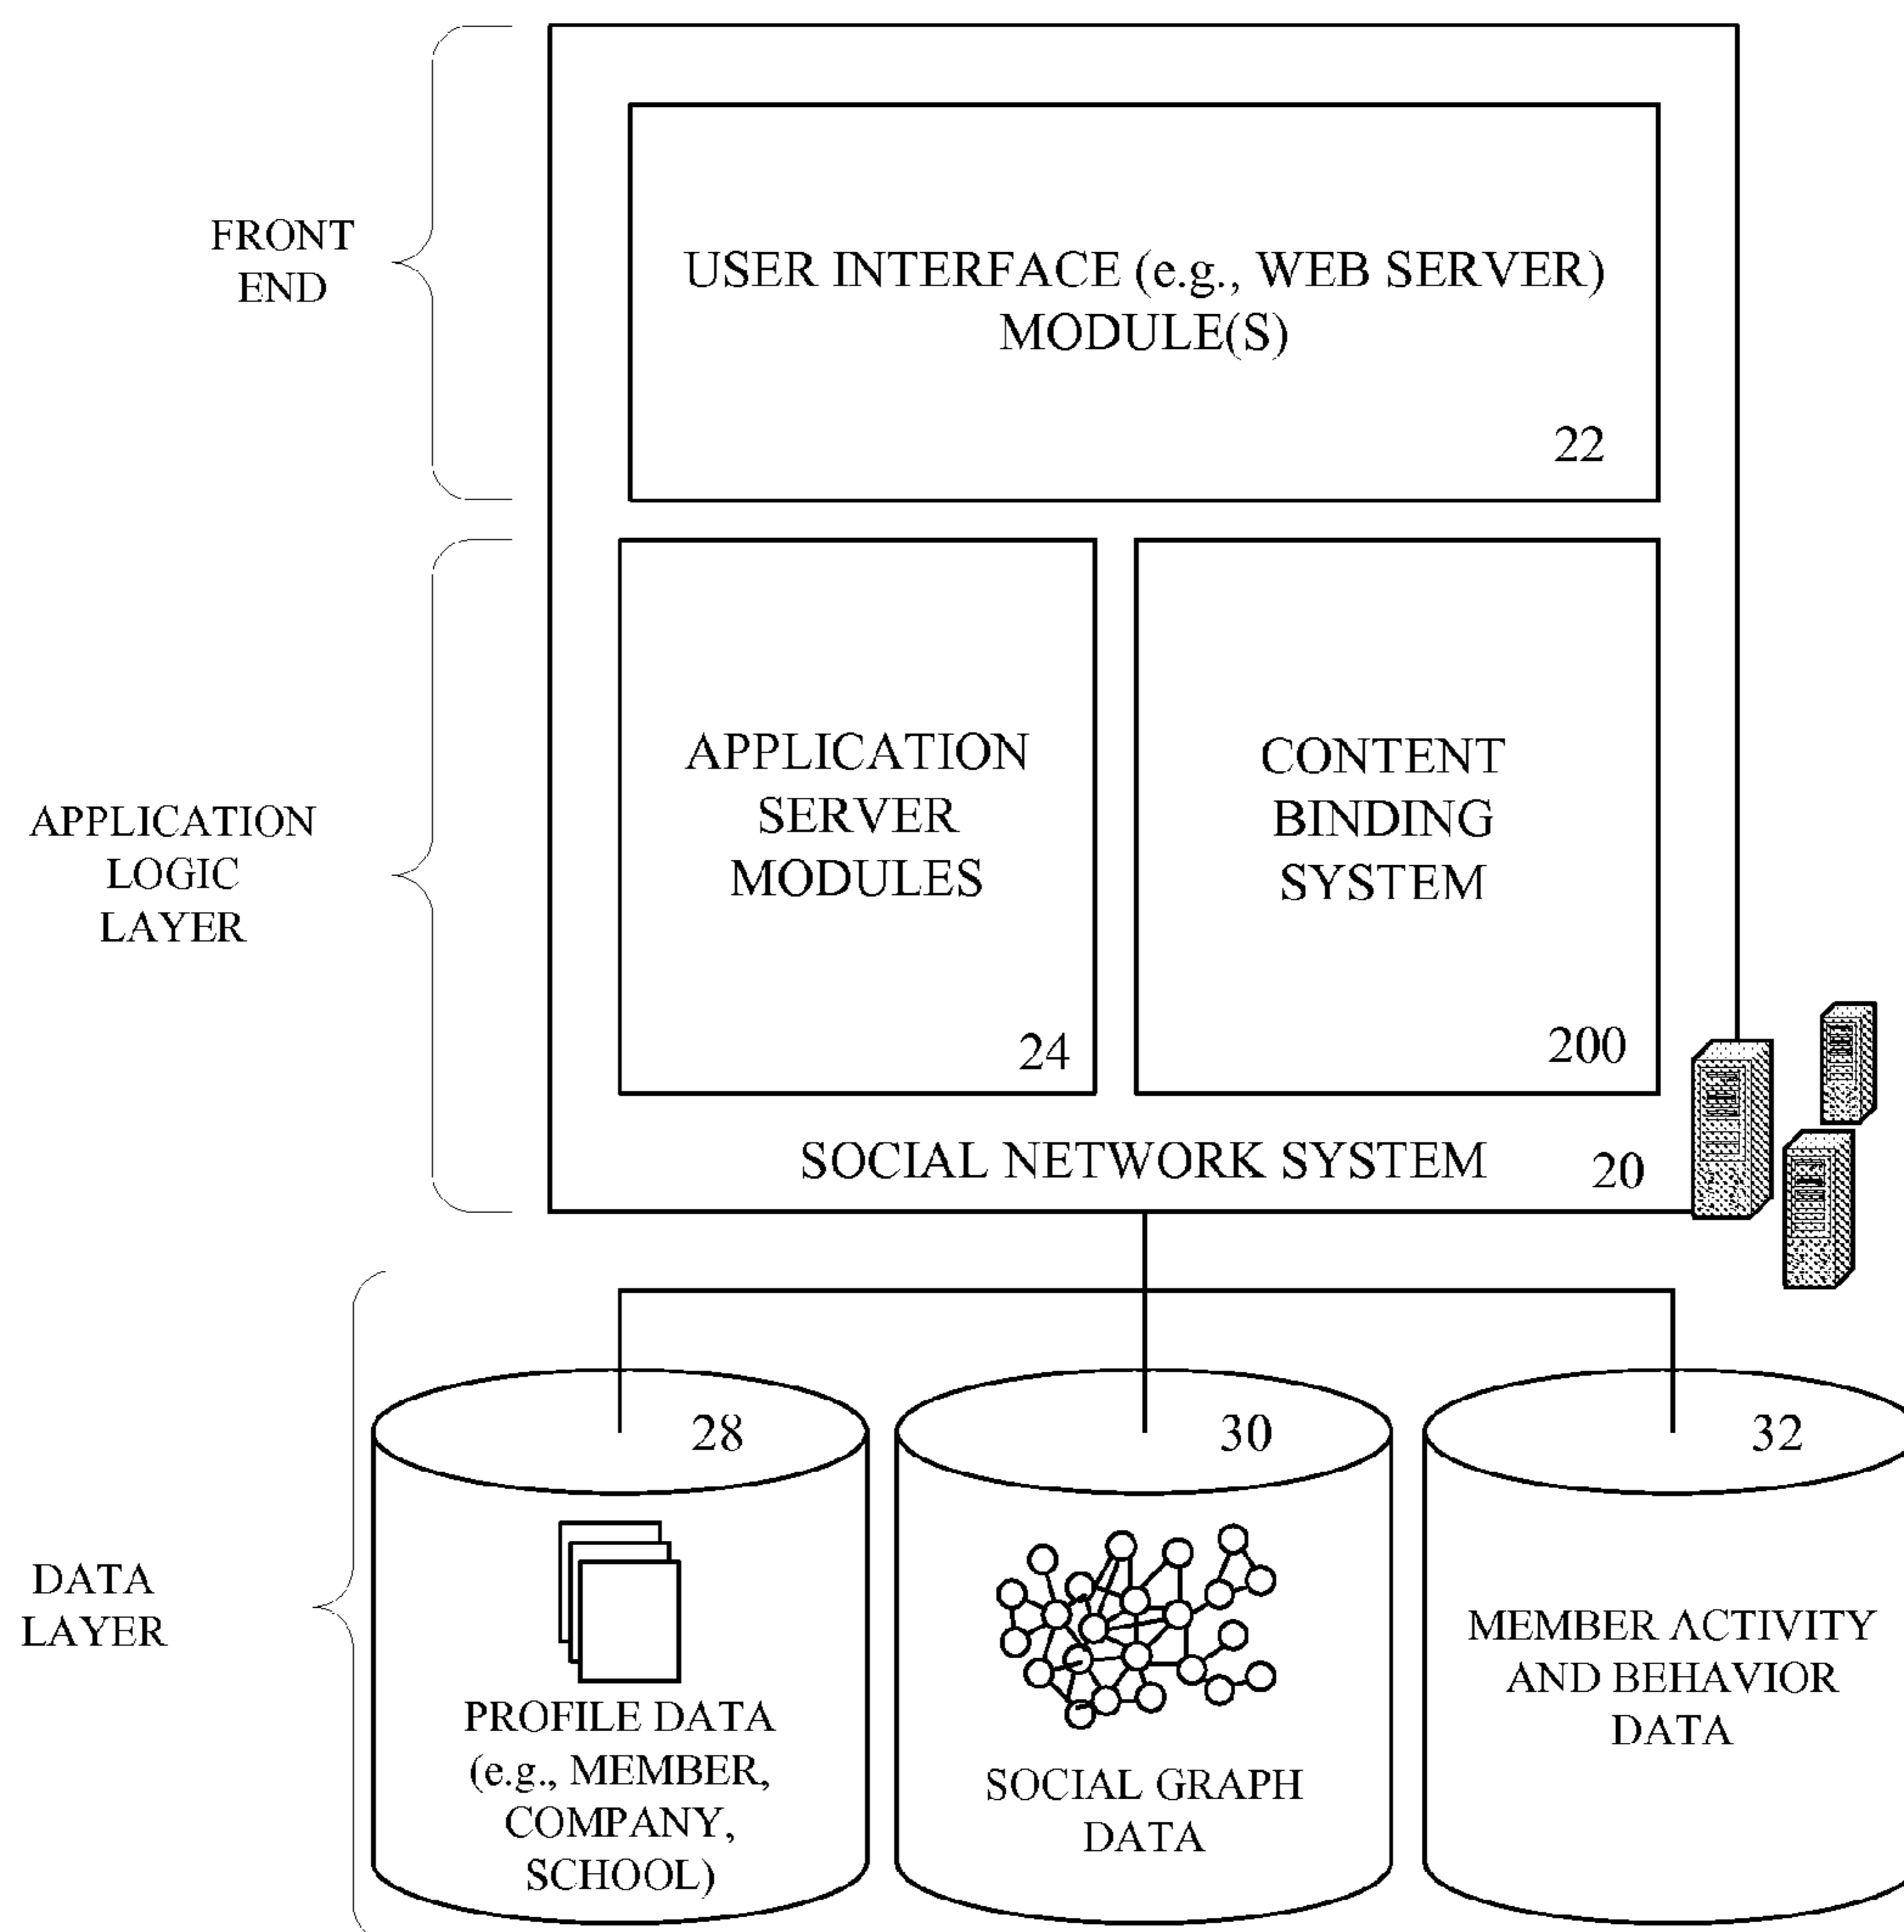 FRONT
END
USER INTERFACE (e.g., WEB SERVER)
MODULE(S)
22
APPLICATION
LOGIC
LAYER
APPLICATION
SERVER
MODULES
24
CONTENT
BINDING
SYSTEM
200
SOCIAL NETWORK SYSTEM
20
DATA
LAYER
28
PROFILE DATA
(e.g., MEMBER,
COMPANY,
SCHOOL)
30
SOCIAL GRAPH
DATA
32
MEMBER ACTIVITY
AND BEHAVIOR
DATA